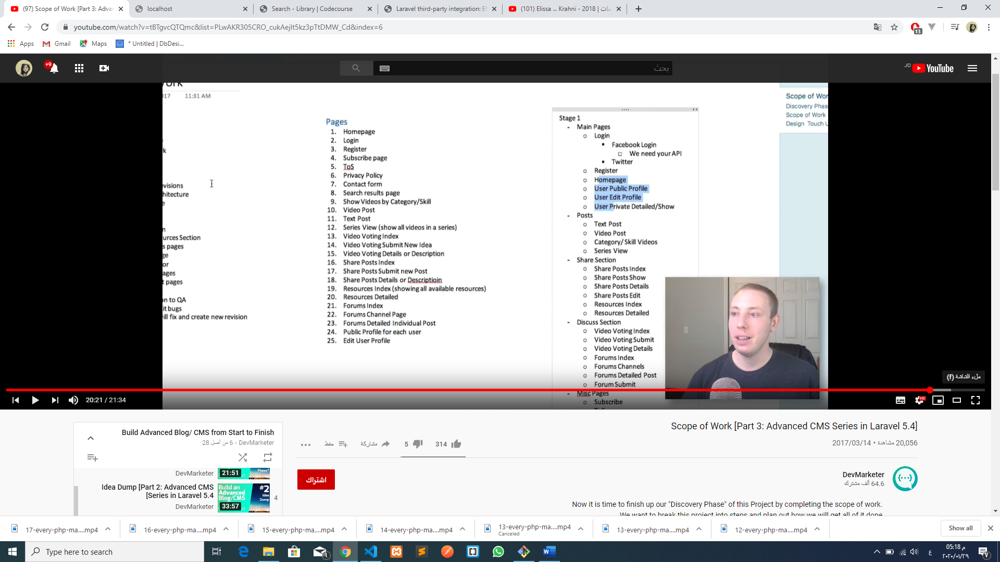 (97) Scope of Work [Part 3: Advan
localhost
Search - Library | Codecourse
Laravel third-party integration: Ef
(101) Elissa ... Krahni - 2018 |
youtube.com/watch?v=tBTgvcQTQmc&list=PLwAKR305CRO_cukAejIt5kz3pTtDMW_Cd&index=6
13
Apps
Gmail
Maps
* Untitled | DbDesi...
+9
بحث
JO
YouTube
ork
017 11:31 AM
evisions
hitecture
urces Section
s pages
ge
or
ages
t pages
on to QA
it bugs
ill fix and create new revision
Pages
1. Homepage
2. Login
3. Register
4. Subscribe page
5. ToS
6. Privacy Policy
7. Contact form
8. Search results page
9. Show Videos by Category/Skill
10. Video Post
11. Text Post
12. Series View (show all videos in a series)
13. Video Voting Index
14. Video Voting Submit New Idea
15. Video Voting Details or Description
16. Share Posts Index
17. Share Posts Submit new Post
18. Share Posts Details or Descriptioin
19. Resources Index (showing all available resources)
20. Resources Detailed
21. Forums Index
22. Forums Channel Page
23. Forums Detailed Individual Post
24. Public Profile for each user
25. Edit User Profile
Stage 1
- Main Pages
o Login
▪ Facebook Login
□ We need your API
▪ Twitter
o Register
o Homepage
o User Public Profile
o User Edit Profile
o User Private Detailed/Show
- Posts
o Text Post
o Video Post
o Category/ Skill Videos
o Series View
- Share Section
o Share Posts Index
o Share Posts Show
o Share Posts Details
o Share Posts Edit
o Resources Index
o Resources Detailed
- Discuss Section
o Video Voting Index
o Video Voting Submit
o Video Voting Details
o Forums Index
o Forums Channels
o Forums Detailed Post
o Forum Submit
- Misc Pages
o Subscribe
Scope of Wor
Discovery Phas
Scope of Work
Design Touch U
ملء الشاشة (f)
20:21 / 21:34
HD
Scope of Work [Part 3: Advanced CMS Series in Laravel 5.4]
20,056 مشاهدة • 2017/03/14
314
5
مشاركة
حفظ
Build Advanced Blog/ CMS from Start to Finish
DevMarketer - 6 من أصل 28
DevMarketer
Phase?
21:51
Idea Dump [Part 2: Advanced CMS
[Series in Laravel 5.4
DevMarketer
Build an
Advanced
Blog/CMS
#2
Idea
Dump
33:57
4
اشتراك
DevMarketer
64.6 ألف مشترك
Now it is time to finish up our "Discovery Phase" of this Project by completing the scope of work.
We want to break this project into steps and plan out how we will get all of it done
17-every-php-ma....mp4
16-every-php-ma....mp4
15-every-php-ma....mp4
14-every-php-ma....mp4
13-every-php-ma....mp4
Canceled
13-every-php-ma....mp4
12-every-php-ma....mp4
Show all
Type here to search
ع
05:18 م
٢٠٢٠/٠١/٢٩